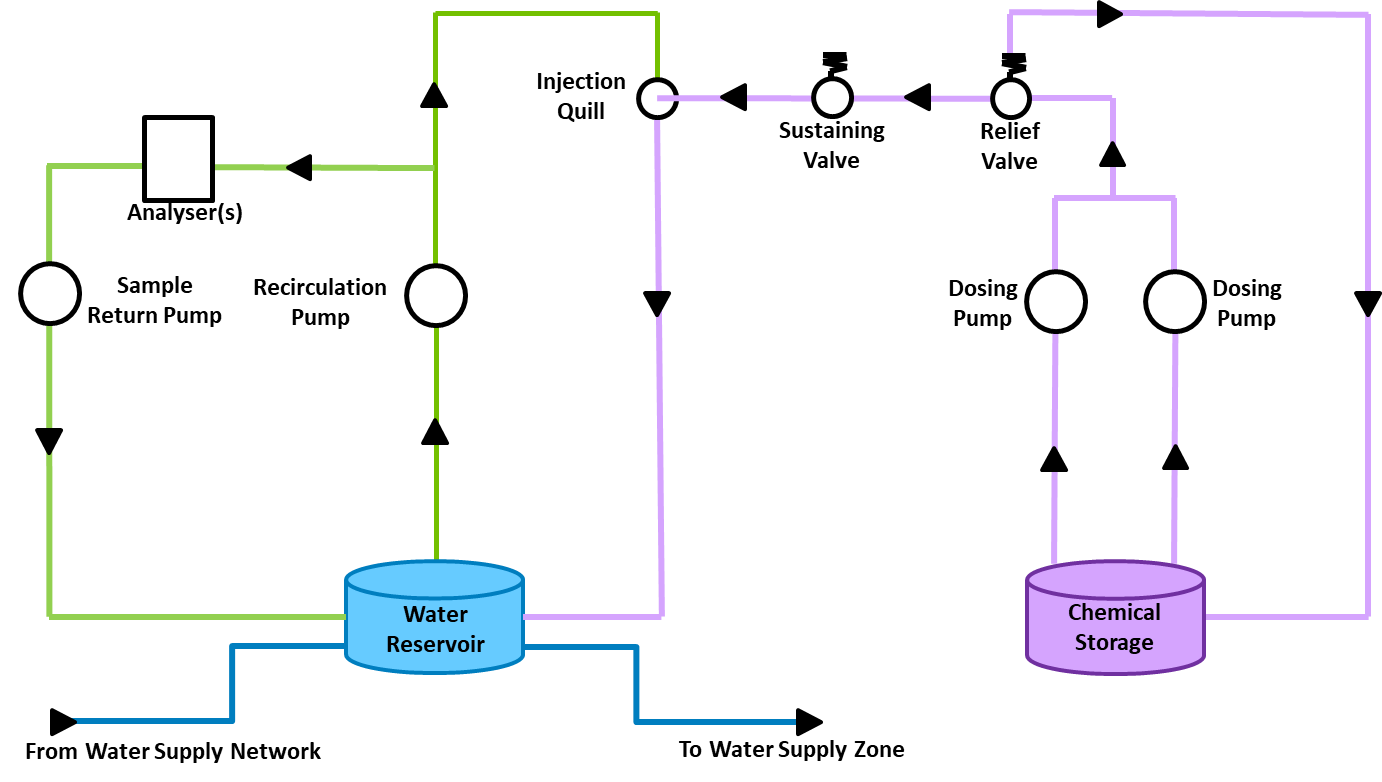 Injection
Quill
Sustaining
Valve
Relief
Valve
Analyser(s)
Sample
Return Pump
Recirculation
Pump
Dosing
Pump
Dosing
Pump
Water
Reservoir
Chemical
Storage
From Water Supply Network
To Water Supply Zone